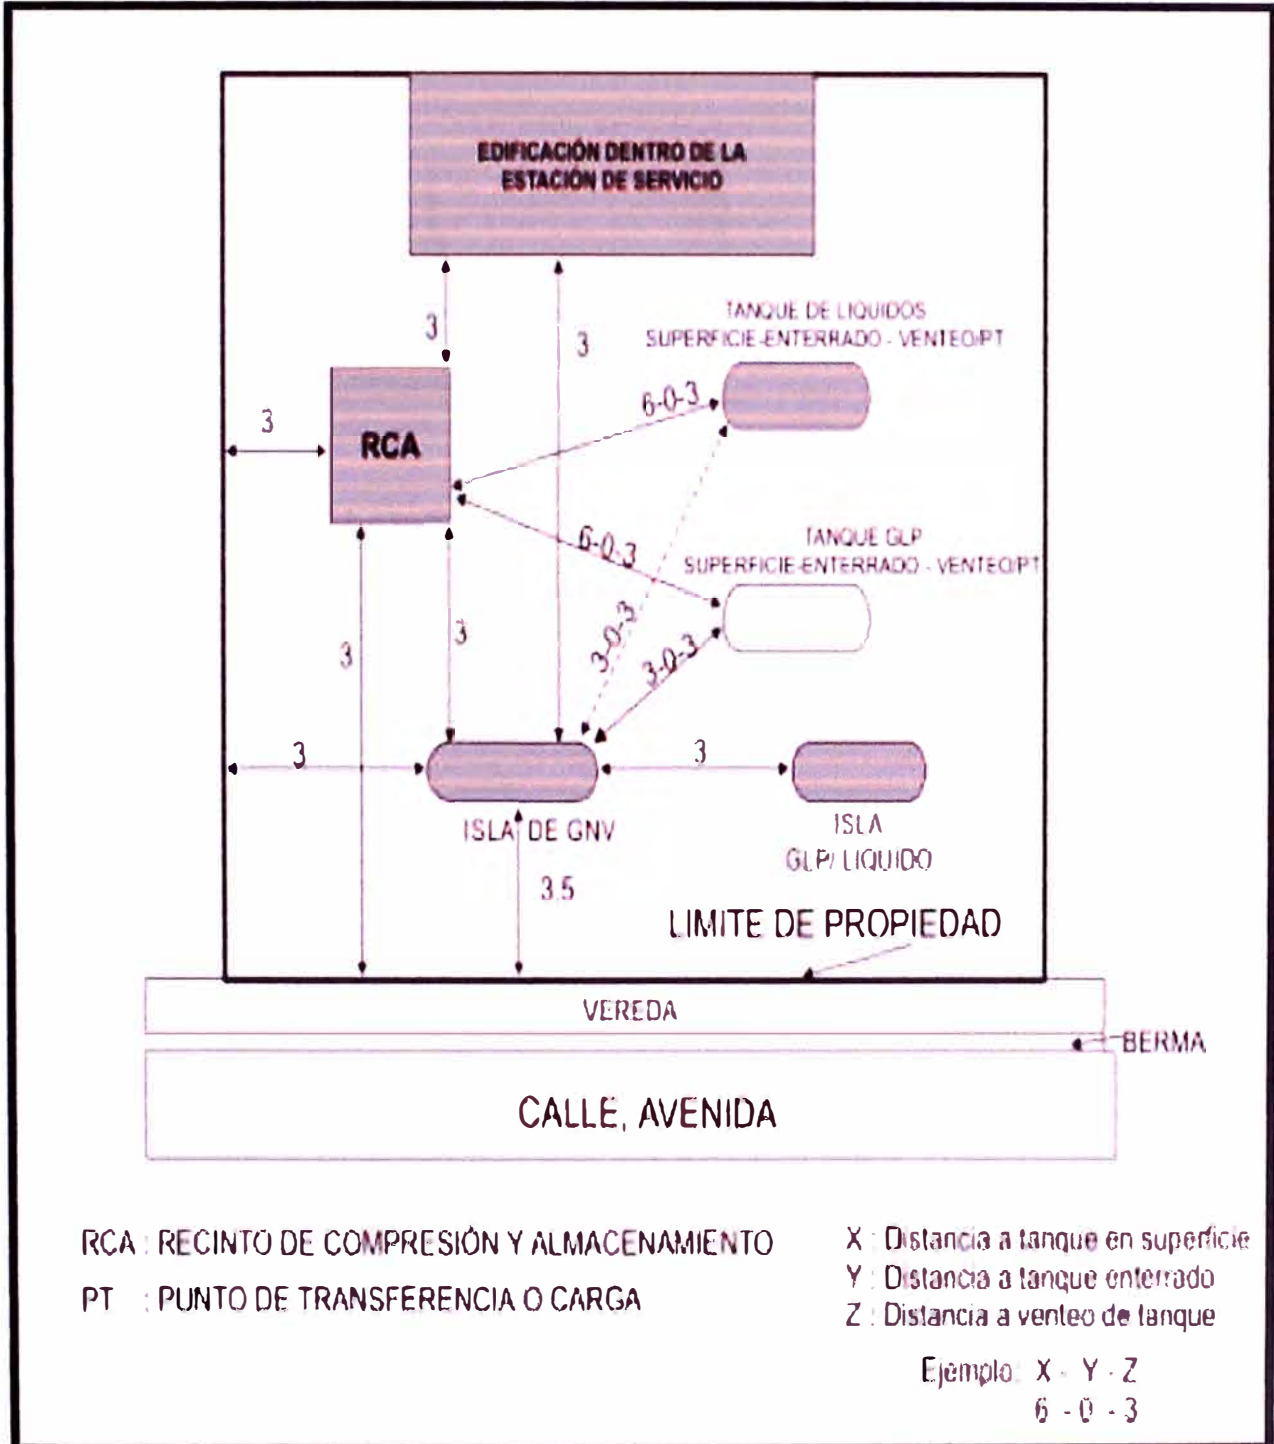 EDIFICACIÓN DENTRO DE LA
ESTACIÓN DE SERVICIO
TANQUE DE LIQUIDOS
SUPERFICIE-ENTERRADO - VENTEO/PT
3
3
6-0-3
3
RCA
TANQUE GLP
SUPERFICIE-ENTERRADO - VENTEO/PT
6-0-3
3-0-3
3-0-3
3
3
3
3
ISLA DE GNV
ISLA
GLP/ LIQUIDO
3.5
LIMITE DE PROPIEDAD
VEREDA
BERMA
CALLE, AVENIDA
RCA : RECINTO DE COMPRESIÓN Y ALMACENAMIENTO
PT : PUNTO DE TRANSFERENCIA O CARGA
X : Distancia a tanque en superficie
Y : Distancia a tanque enterrado
Z : Distancia a venteo de tanque
Ejemplo: X - Y - Z
6 - 0 - 3